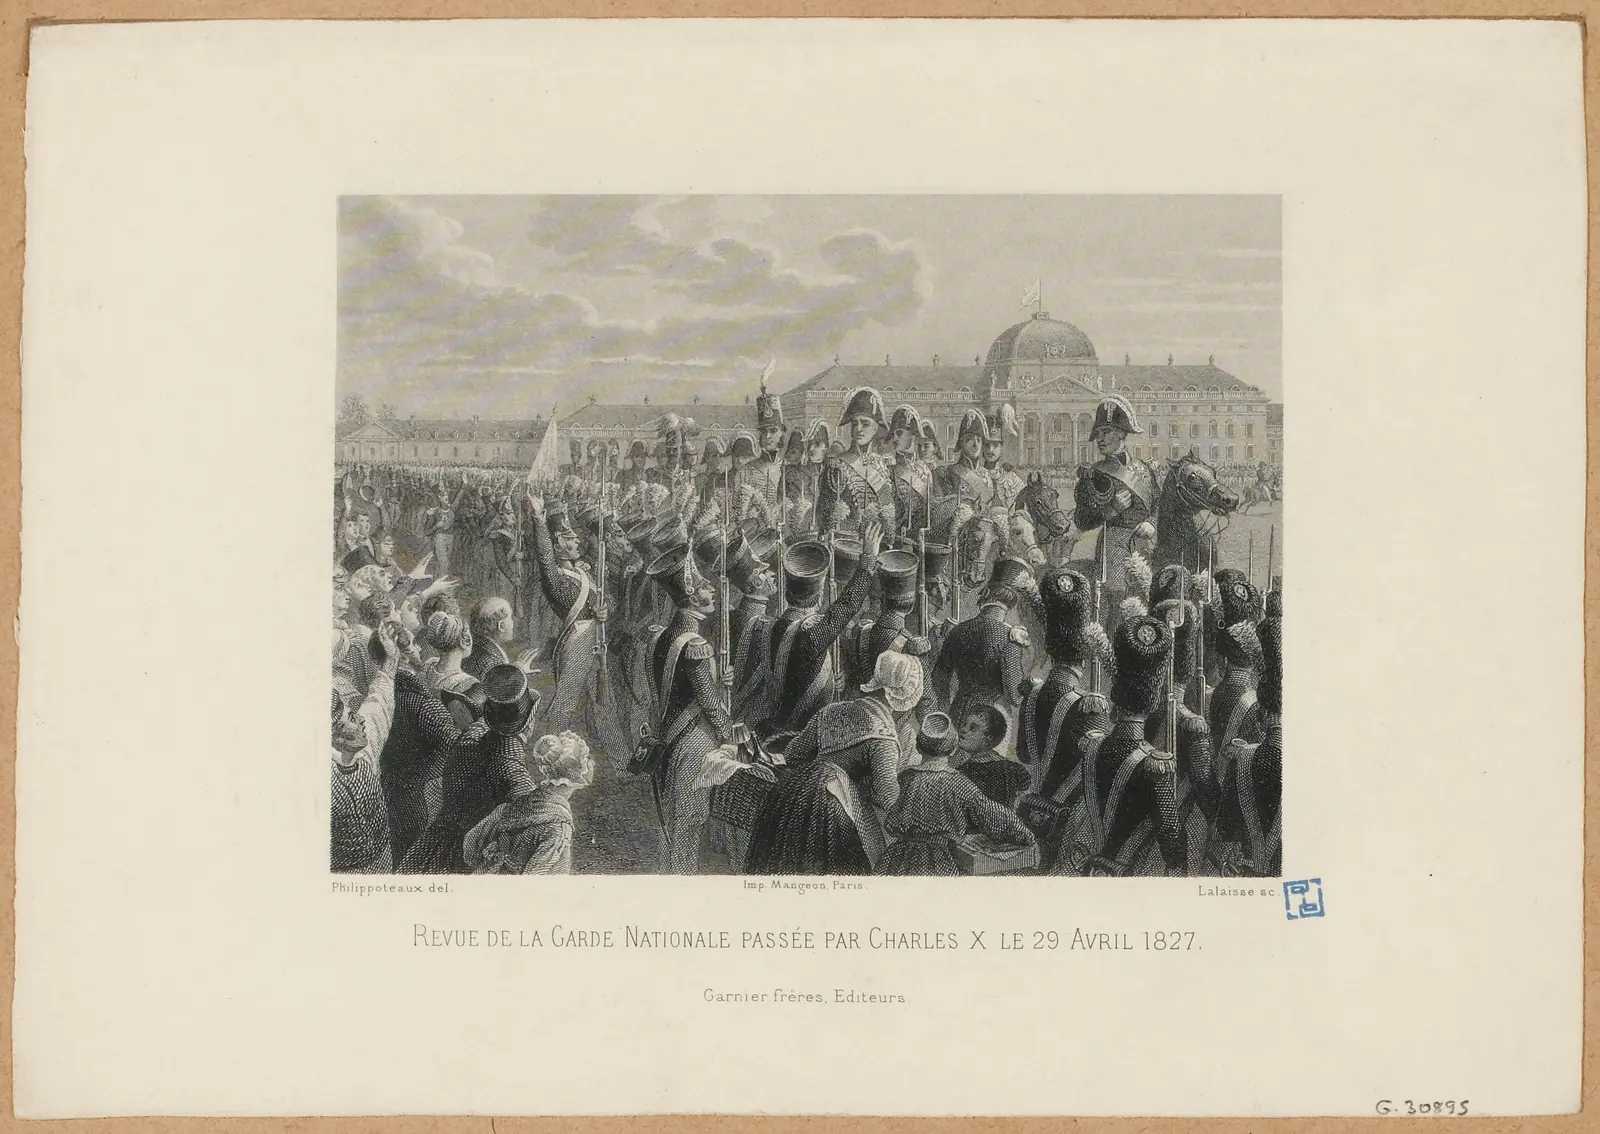 Philippoteaux del.
Imp. Mangeon, Paris.
Lalaisse sc.
REVUE DE LA GARDE NATIONALE PASSÉE PAR CHARLES X LE 29 AVRIL 1827.
Garnier frères, Editeurs.
G. 30895